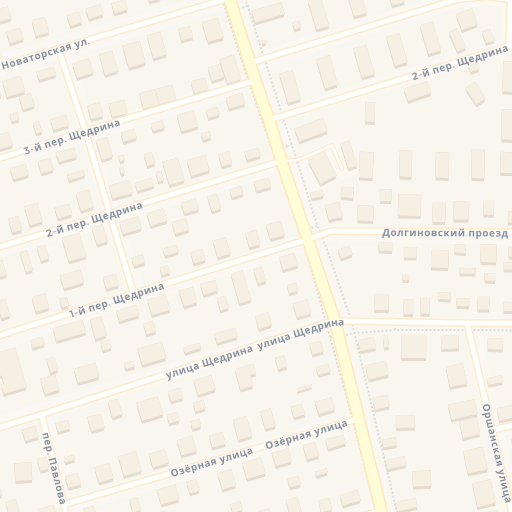 Новаторская ул.
2-й пер. Щедрина
3-й пер. Щедрина
2-й пер. Щедрина
Долгиновский проезд
1-й пер. Щедрина
улица Щедрина улица Щедрина
Оршанская улица
Озёрная улица Озёрная улица
пер. Павлова